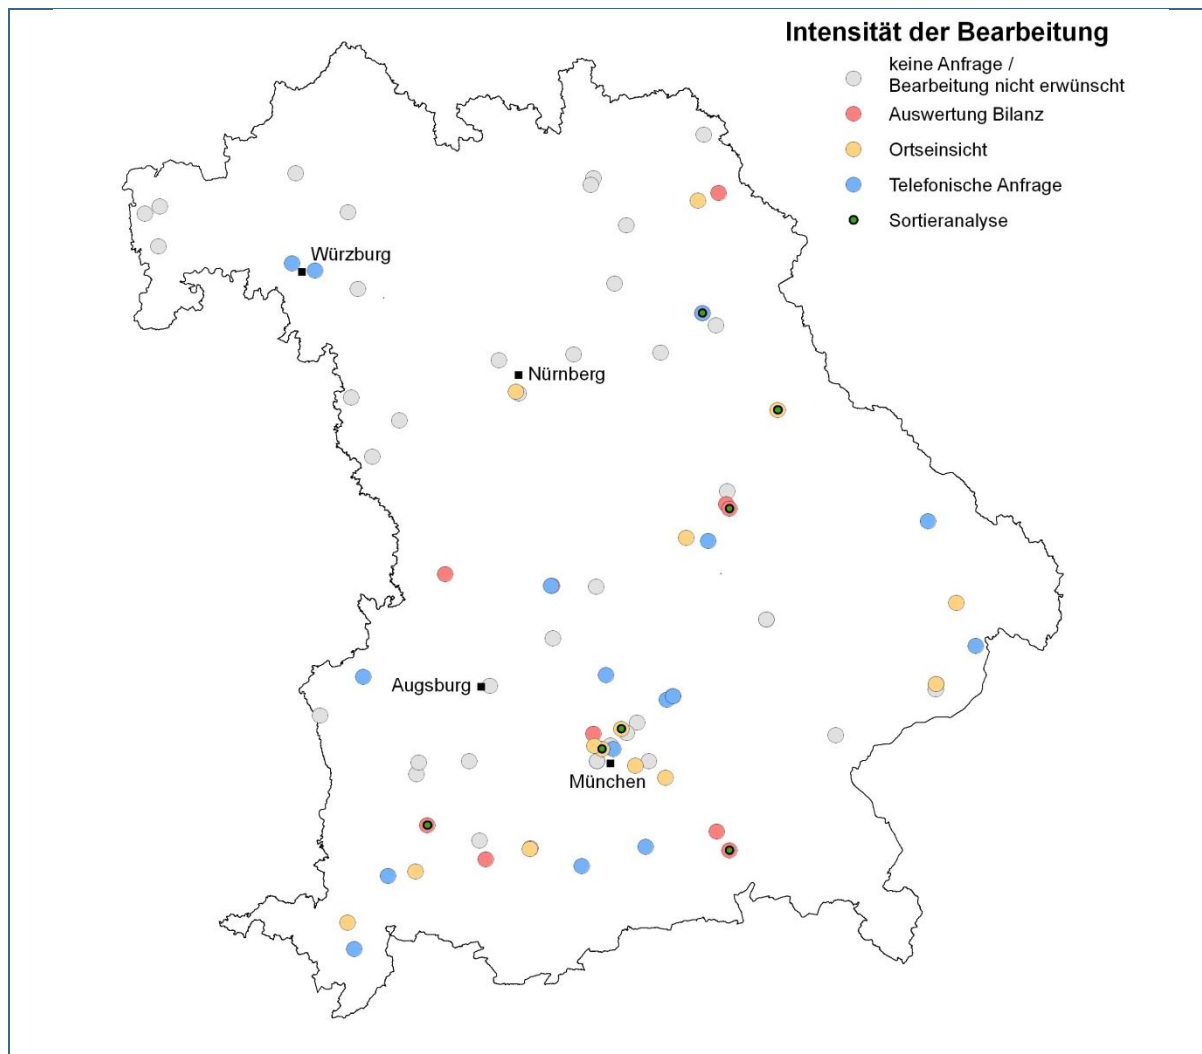 Intensität der Bearbeitung
keine Anfrage /
Bearbeitung nicht erwünscht
Auswertung Bilanz
Ortseinsicht
Telefonische Anfrage
Sortieranalyse
Würzburg
Nürnberg
Augsburg
München